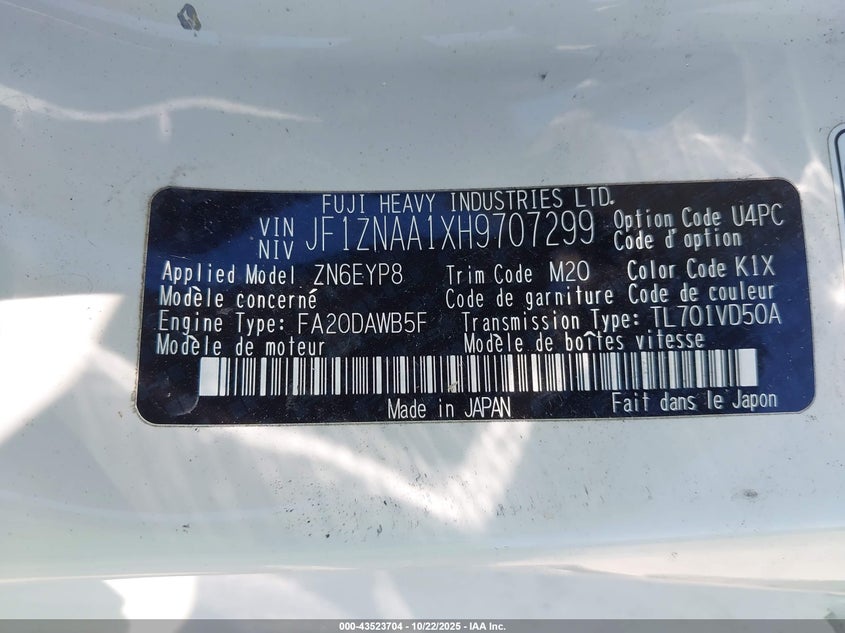 FUJI HEAVY INDUSTRIES LTD.
VIN JF1ZNAA1XH9707299 Option Code U4PC
NIV Code d'option
Applied Model ZN6EYP8 Trim Code M20 Color Code K1X
Modèle concerné Code de garniture Code de couleur
Engine Type: FA20DAWB5F Transmission Type: TL701VD50A
Modèle de moteur Modèle de boîtes vitesse
Made in JAPAN Fait dans le Japon
000-43523704 - 10/22/2025 - IAA Inc.